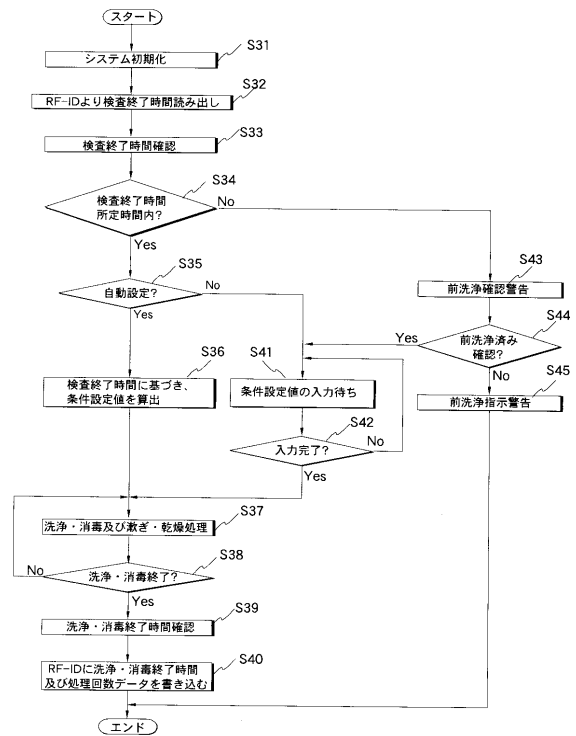 スタート
S31
システム初期化
S32
RF-IDより検査終了時間読み出し
S33
検査終了時間確認
S34
検査終了時間
所定時間内?
No
Yes
S35
自動設定?
No
Yes
S43
前洗浄確認警告
S44
前洗浄済み
確認?
Yes
No
S45
前洗浄指示警告
S36
検査終了時間に基づき、
条件設定値を算出
S41
条件設定値の入力待ち
S42
入力完了?
No
Yes
S37
洗浄・消毒及び漱ぎ・乾燥処理
S38
洗浄・消毒終了?
No
Yes
S39
洗浄・消毒終了時間確認
S40
RF-IDに洗浄・消毒終了時間
及び処理回数データを書き込む
エンド